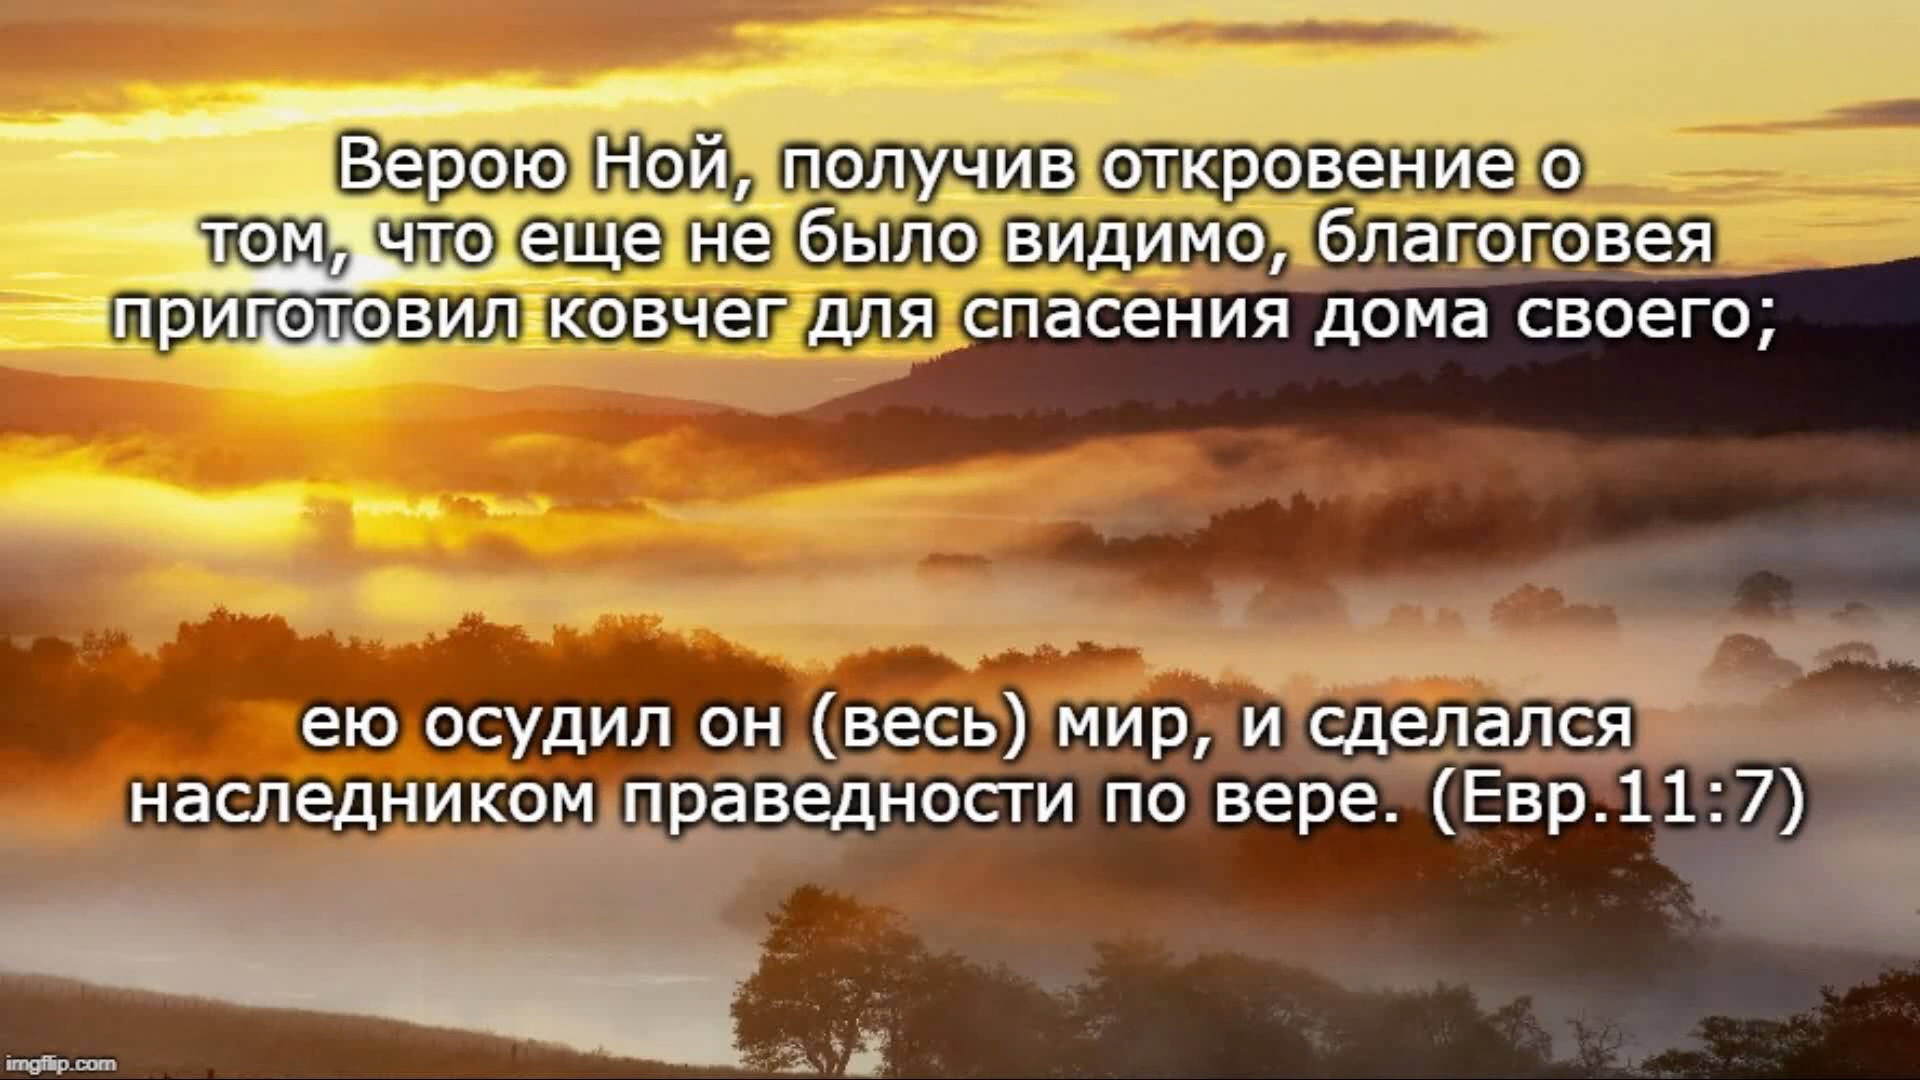 Верою Ной, получив откровение о
том, что еще не было видимо, благоговея
приготовил ковчег для спасения дома своего;
ею осудил он (весь) мир, и сделался
наследником праведности по вере. (Евр.11:7)
imgflip.com